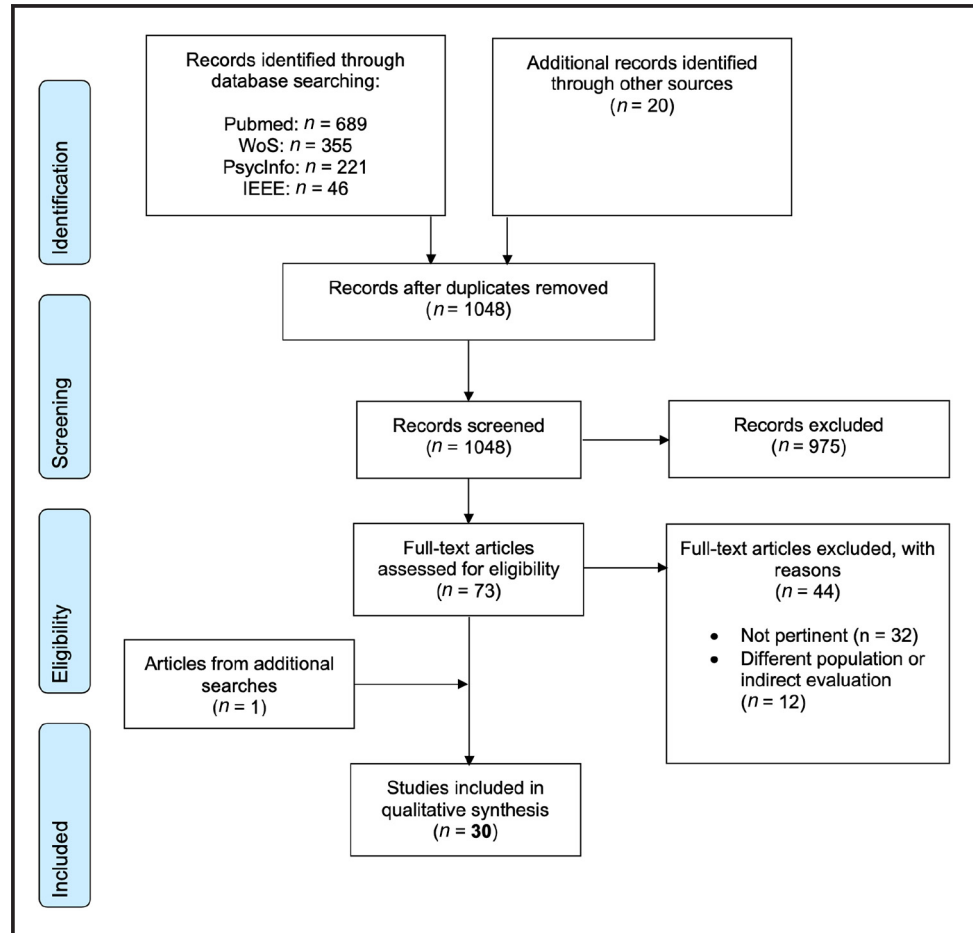 Records identified through
database searching:
Pubmed: n = 689
WoS: n = 355
PsycInfo: n = 221
IEEE: n = 46
Additional records identified
through other sources
(n = 20)
Identification
Records after duplicates removed
(n = 1048)
Screening
Records screened
(n = 1048)
Records excluded
(n = 975)
Eligibility
Full-text articles
assessed for eligibility
(n = 73)
Full-text articles excluded, with
reasons
(n = 44)
• Not pertinent (n = 32)
• Different population or
indirect evaluation
(n = 12)
Articles from additional
searches
(n = 1)
Included
Studies included in
qualitative synthesis
(n = 30)